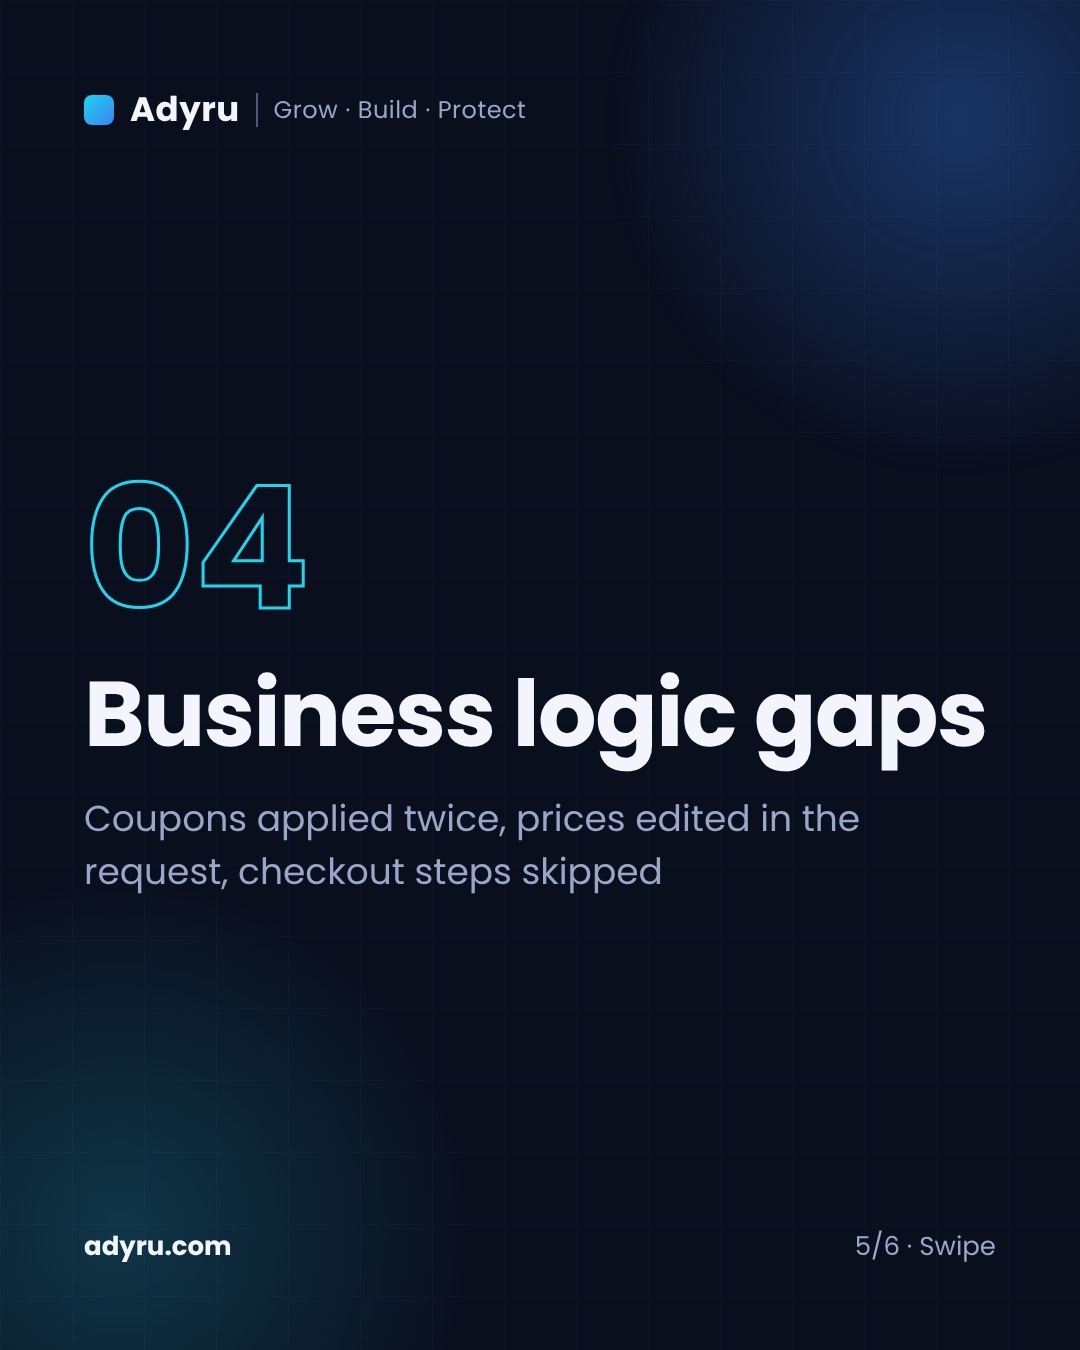 Adyru | Grow · Build · Protect
04
Business logic gaps
Coupons applied twice, prices edited in the
request, checkout steps skipped
adyru.com
5/6 · Swipe